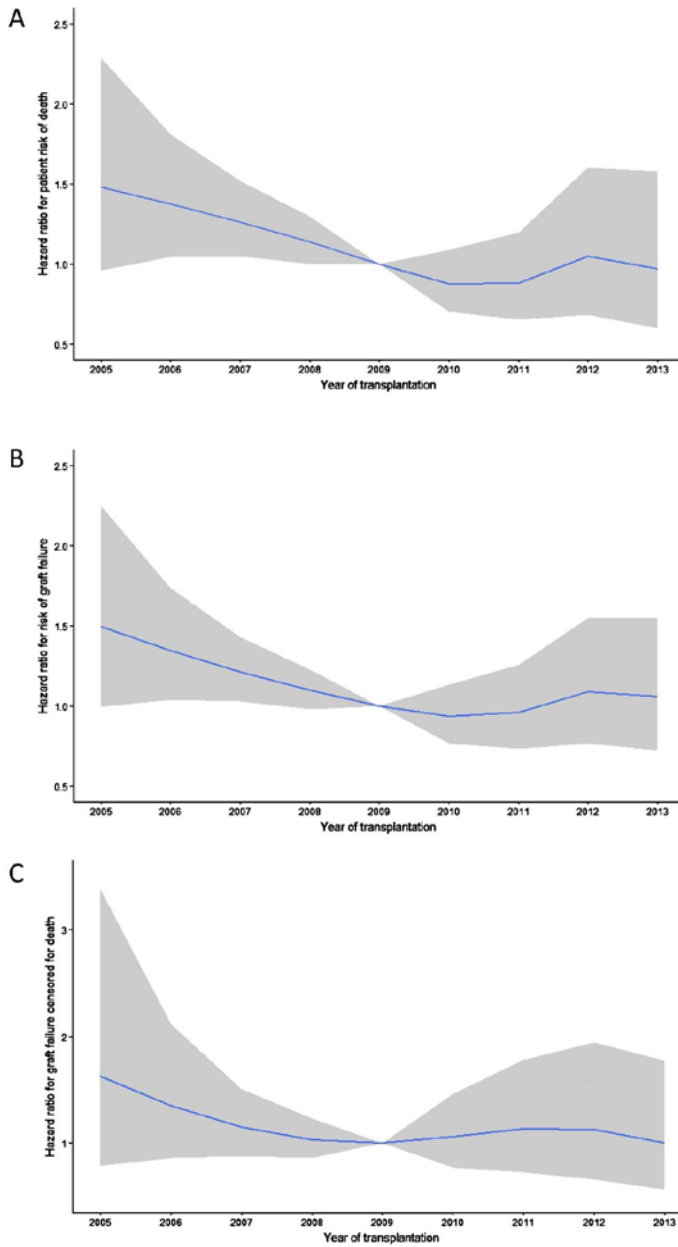 A
Hazard ratio for patient risk of death
2.5
2.0
1.5
1.0
0.5
2005 2006 2007 2008 2009 2010 2011 2012 2013
Year of transplantation
B
Hazard ratio for risk of graft failure
2.5
2.0
1.5
1.0
0.5
2005 2006 2007 2008 2009 2010 2011 2012 2013
Year of transplantation
C
Hazard ratio for graft failure censored for death
3
2
1
2005 2006 2007 2008 2009 2010 2011 2012 2013
Year of transplantation